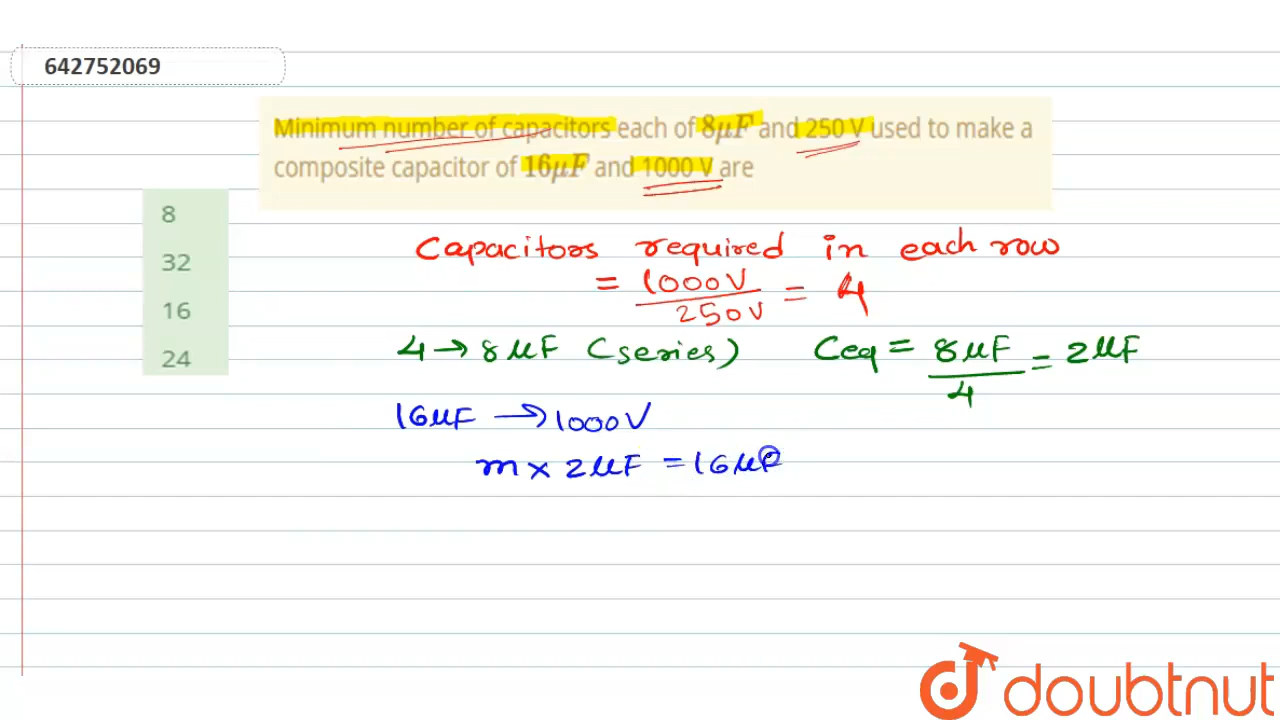 642752069
Minimum number of capacitors each of 8μF and 250 V used to make a
composite capacitor of 16μF and 1000 V are
8
32
16
24
Capacitors required in each row
= 1000V / 250V = 4
4 → 8μF (series) Ceq = 8μF / 4 = 2μF
16μF → 1000V
m × 2μF = 16μF
doubtnut